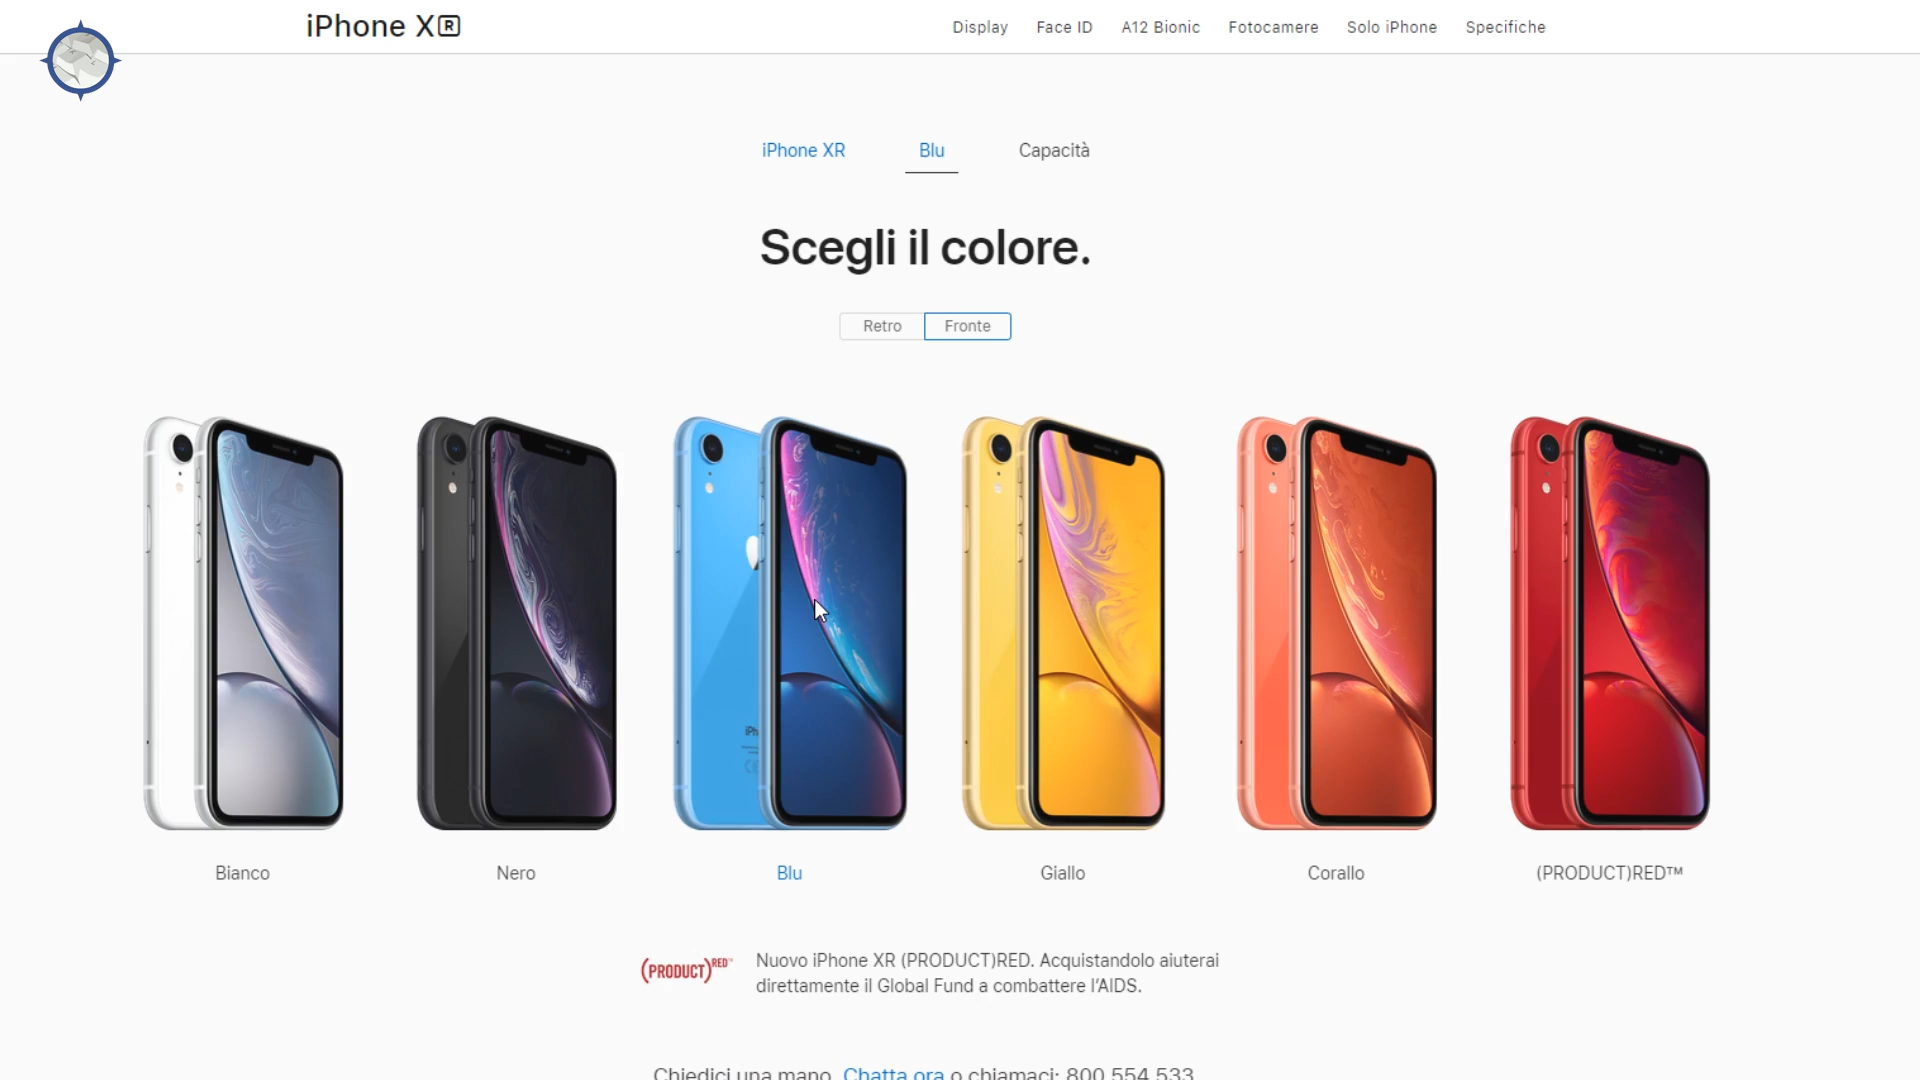 iPhone XR
Display Face ID A12 Bionic Fotocamere Solo iPhone Specifiche
iPhone XR Blu Capacità
Scegli il colore.
Retro Fronte
Bianco Nero Blu Giallo Corallo (PRODUCT)RED™
(PRODUCT)RED™
Nuovo iPhone XR (PRODUCT)RED. Acquistandolo aiuterai
direttamente il Global Fund a combattere l'AIDS.
Chiedici una mano. Chatta ora o chiamaci: 800 554 533